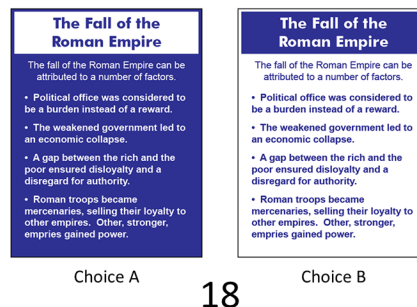 The Fall of the
Roman Empire
The fall of the Roman Empire can be
attributed to a number of factors.
• Political office was considered to
be a burden instead of a reward.
• The weakened government led to
an economic collapse.
• A gap between the rich and the
poor ensured disloyalty and a
disregard for authority.
• Roman troops became
mercenaries, selling their loyalty to
other empires. Other, stronger,
empries gained power.
Choice A
The Fall of the
Roman Empire
The fall of the Roman Empire can be
attributed to a number of factors.
• Political office was considered to
be a burden instead of a reward.
• The weakened government led to
an economic collapse.
• A gap between the rich and the
poor ensured disloyalty and a
disregard for authority.
• Roman troops became
mercenaries, selling their loyalty to
other empires. Other, stronger,
empries gained power.
Choice B
18